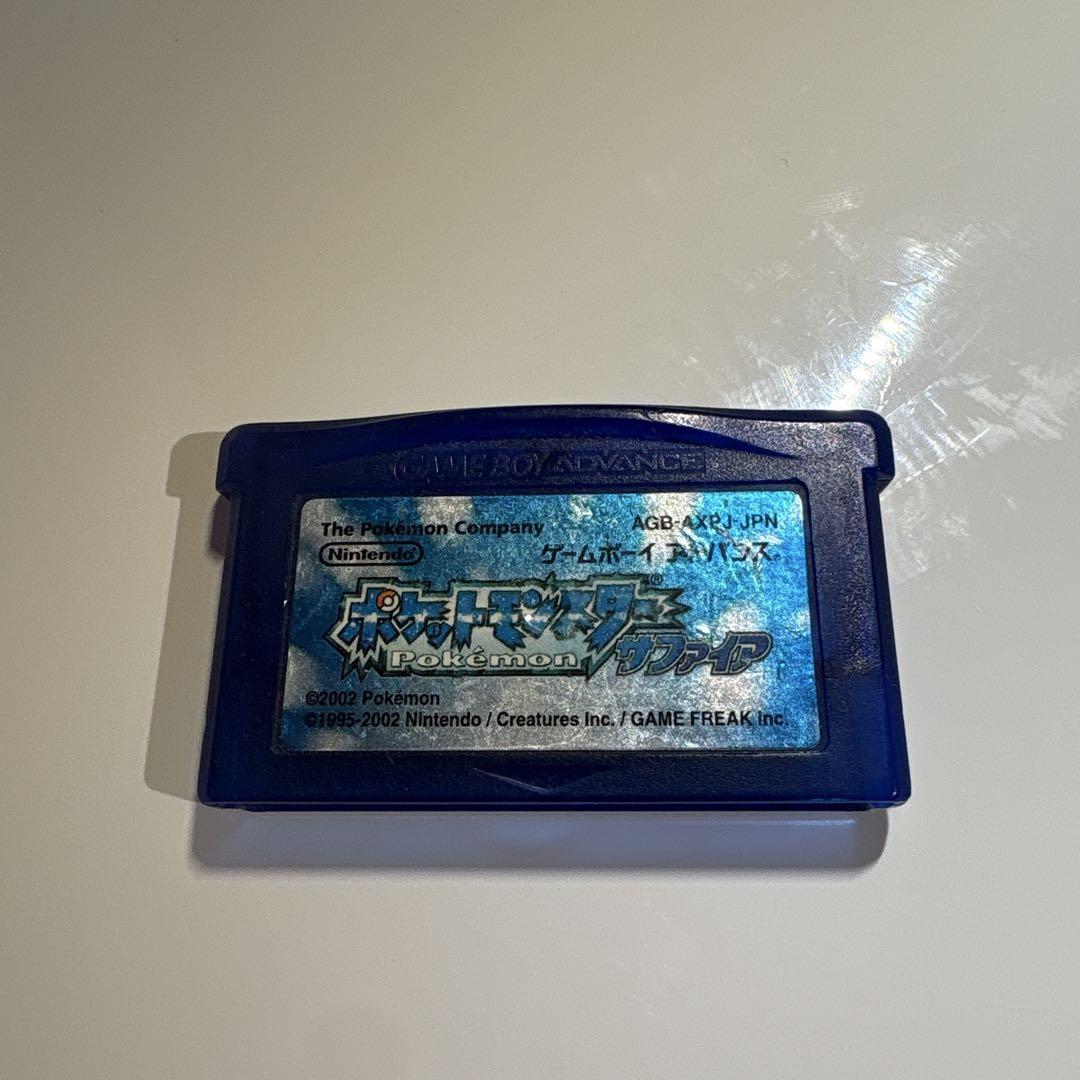 GAME BOY ADVANCE
The Pokémon Company AGB-AXPJ-JPN
Nintendo® ゲームボーイ アドバンス®
ポケットモンスター®
Pokémon サファイア
©2002 Pokémon
©1995-2002 Nintendo / Creatures Inc. / GAME FREAK inc.